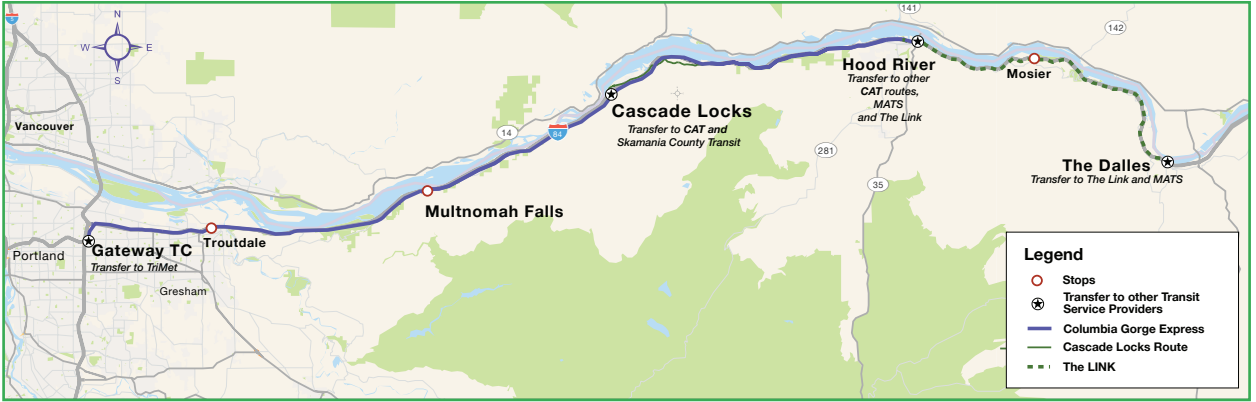 5
N
W
E
S
Vancouver
Portland
Gateway TC
Transfer to TriMet
Gresham
Troutdale
Multnomah Falls
14
84
Cascade Locks
Transfer to CAT and
Skamania County Transit
141
Hood River
Transfer to other
CAT routes,
MATS
and The Link
281
35
142
Mosier
The Dalles
Transfer to The Link and MATS
Legend
Stops
Transfer to other Transit
Service Providers
Columbia Gorge Express
Cascade Locks Route
The LINK